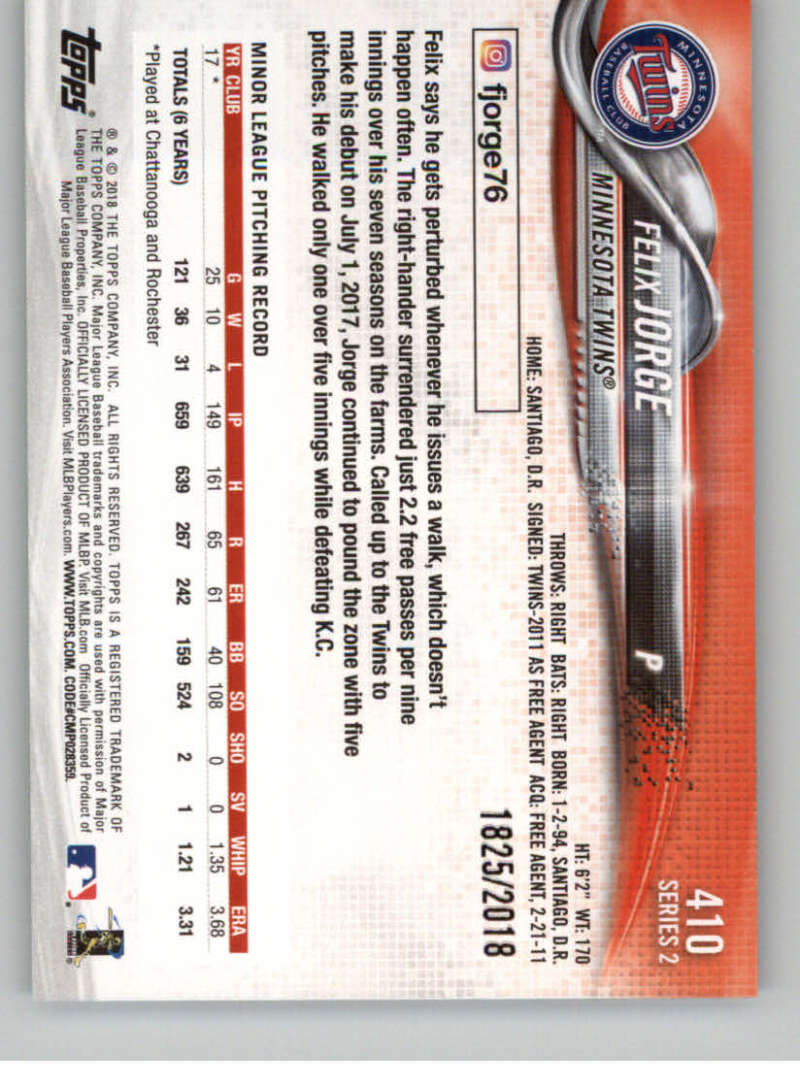 410
SERIES 2
MINNESOTA
Twins
BASEBALL CLUB
FELIX JORGE P
MINNESOTA TWINS®
HT: 6'2" WT: 170
THROWS: RIGHT BATS: RIGHT BORN: 1-2-94, SANTIAGO, D.R.
HOME: SANTIAGO, D.R. SIGNED: TWINS-2011 AS FREE AGENT ACQ: FREE AGENT, 2-21-11
fjorge76
1825/2018
Felix says he gets perturbed whenever he issues a walk, which doesn't
happen often. The right-hander surrendered just 2.2 free passes per nine
innings over his seven seasons on the farms. Called up to the Twins to
make his debut on July 1, 2017, Jorge continued to pound the zone with five
pitches. He walked only one over five innings while defeating K.C.
MINOR LEAGUE PITCHING RECORD
YR CLUB G W L IP H R ER BB SO SHO SV WHIP ERA
17 * 25 10 4 149 161 65 61 40 108 0 0 1.35 3.68
TOTALS (6 YEARS) 121 36 31 659 639 267 242 159 524 2 1 1.21 3.31
*Played at Chattanooga and Rochester
topps®
® & © 2018 THE TOPPS COMPANY, INC. ALL RIGHTS RESERVED. TOPPS IS A REGISTERED TRADEMARK OF
THE TOPPS COMPANY, INC. Major League Baseball trademarks and copyrights are used with permission of Major
League Baseball Properties, Inc. OFFICIALLY LICENSED PRODUCT OF MLBP. Visit MLB.com Officially Licensed Product of
Major League Baseball Players Association. Visit MLBPlayers.com. WWW.TOPPS.COM. CODE#CMP028359.